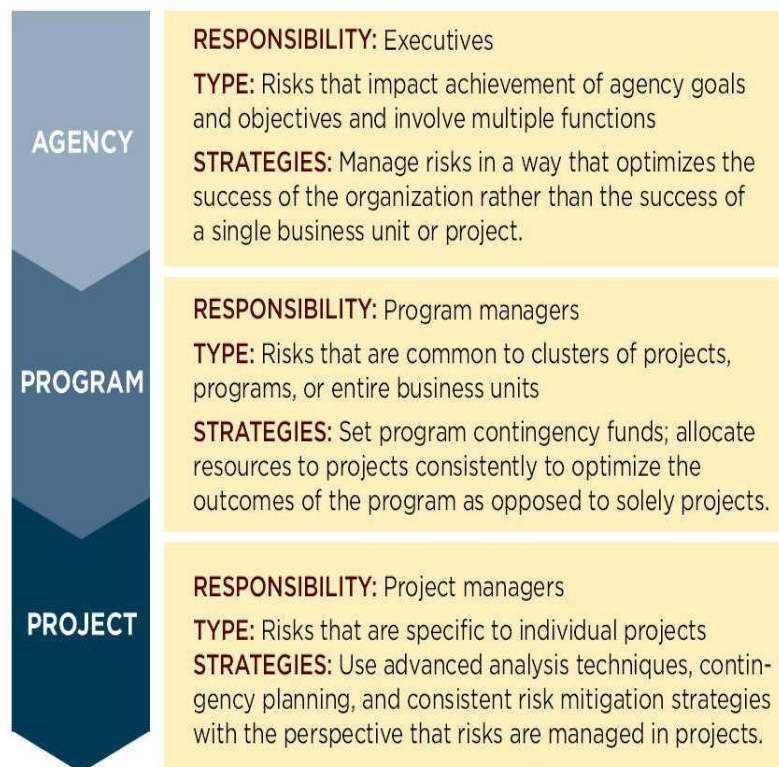 AGENCY
RESPONSIBILITY: Executives
TYPE: Risks that impact achievement of agency goals
and objectives and involve multiple functions
STRATEGIES: Manage risks in a way that optimizes the
success of the organization rather than the success of
a single business unit or project.
PROGRAM
RESPONSIBILITY: Program managers
TYPE: Risks that are common to clusters of projects,
programs, or entire business units
STRATEGIES: Set program contingency funds; allocate
resources to projects consistently to optimize the
outcomes of the program as opposed to solely projects.
PROJECT
RESPONSIBILITY: Project managers
TYPE: Risks that are specific to individual projects
STRATEGIES: Use advanced analysis techniques, contin-
gency planning, and consistent risk mitigation strategies
with the perspective that risks are managed in projects.